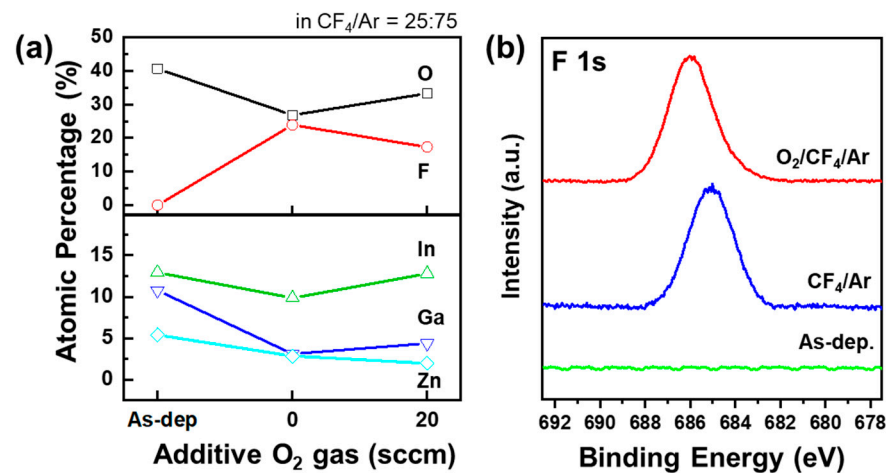 in CF₄/Ar = 25:75
(a)
Atomic Percentage (%)
50
40
30
20
10
0
O
F
15
10
5
0
In
Ga
Zn
As-dep 0 20
Additive O₂ gas (sccm)
(b)
F 1s
Intensity (a.u.)
O₂/CF₄/Ar
CF₄/Ar
As-dep.
692 690 688 686 684 682 680 678
Binding Energy (eV)